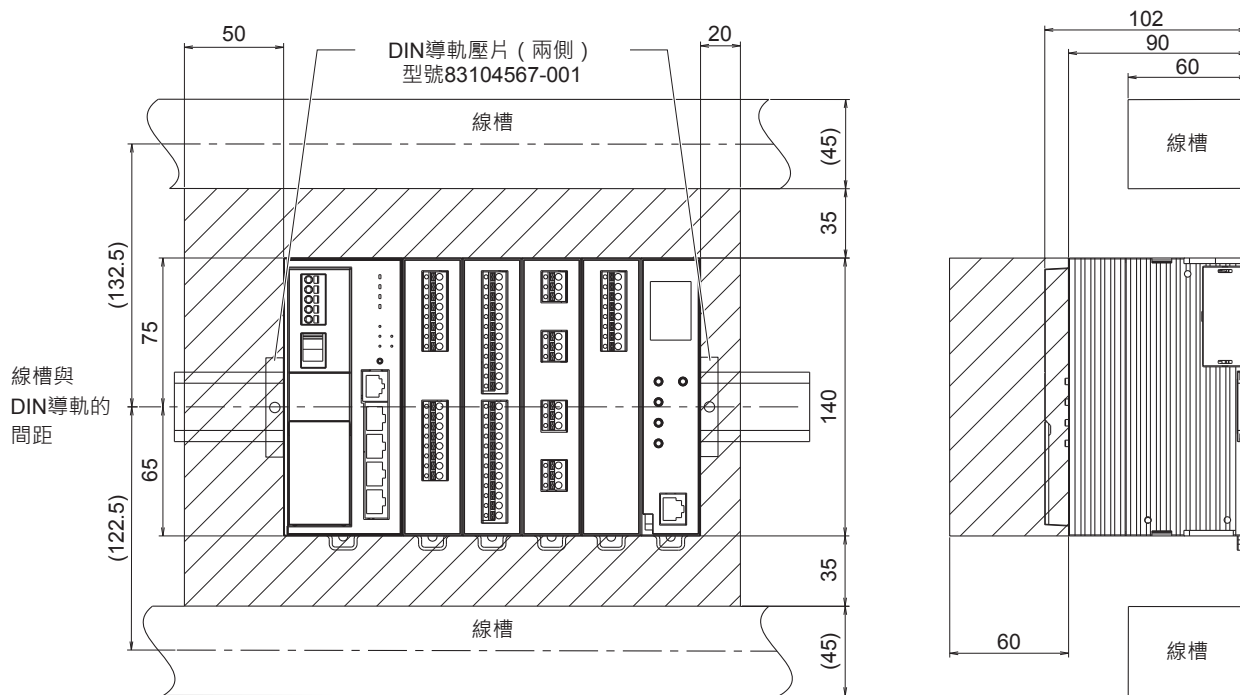 50
DIN導軌壓片（兩側）
型號83104567-001
20
線槽
(45)
35
(132.5)
75
線槽與
DIN導軌的
間距
140
65
(122.5)
35
線槽
(45)
102
90
60
線槽
60
線槽